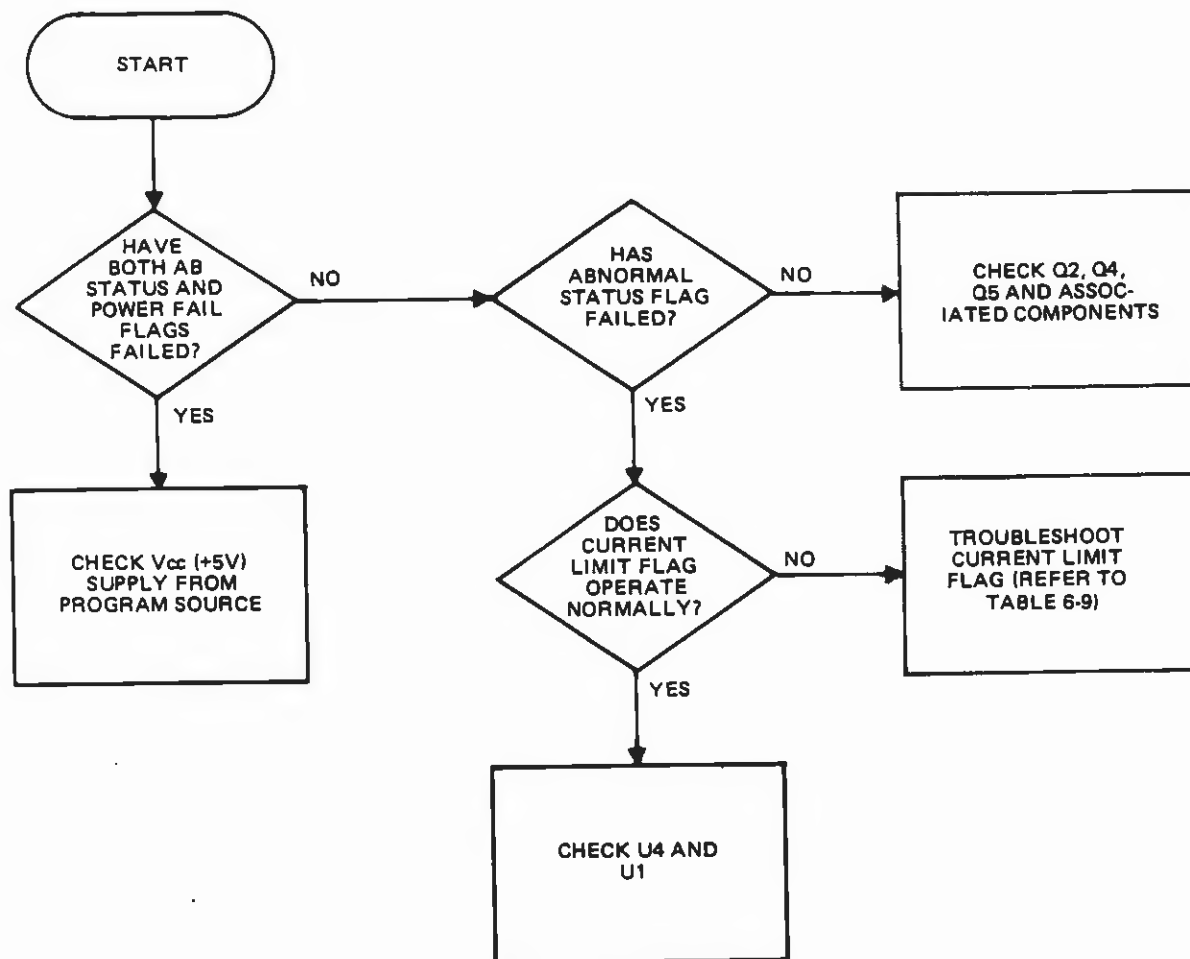 START
HAVE
BOTH AB
STATUS AND
POWER FAIL
FLAGS
FAILED?
NO
YES
CHECK Vcc (+5V)
SUPPLY FROM
PROGRAM SOURCE
HAS
ABNORMAL
STATUS FLAG
FAILED?
NO
YES
CHECK Q2, Q4,
Q5 AND ASSOC-
IATED COMPONENTS
DOES
CURRENT
LIMIT FLAG
OPERATE
NORMALLY?
NO
YES
TROUBLESHOOT
CURRENT LIMIT
FLAG (REFER TO
TABLE 6-9)
CHECK U4 AND
U1